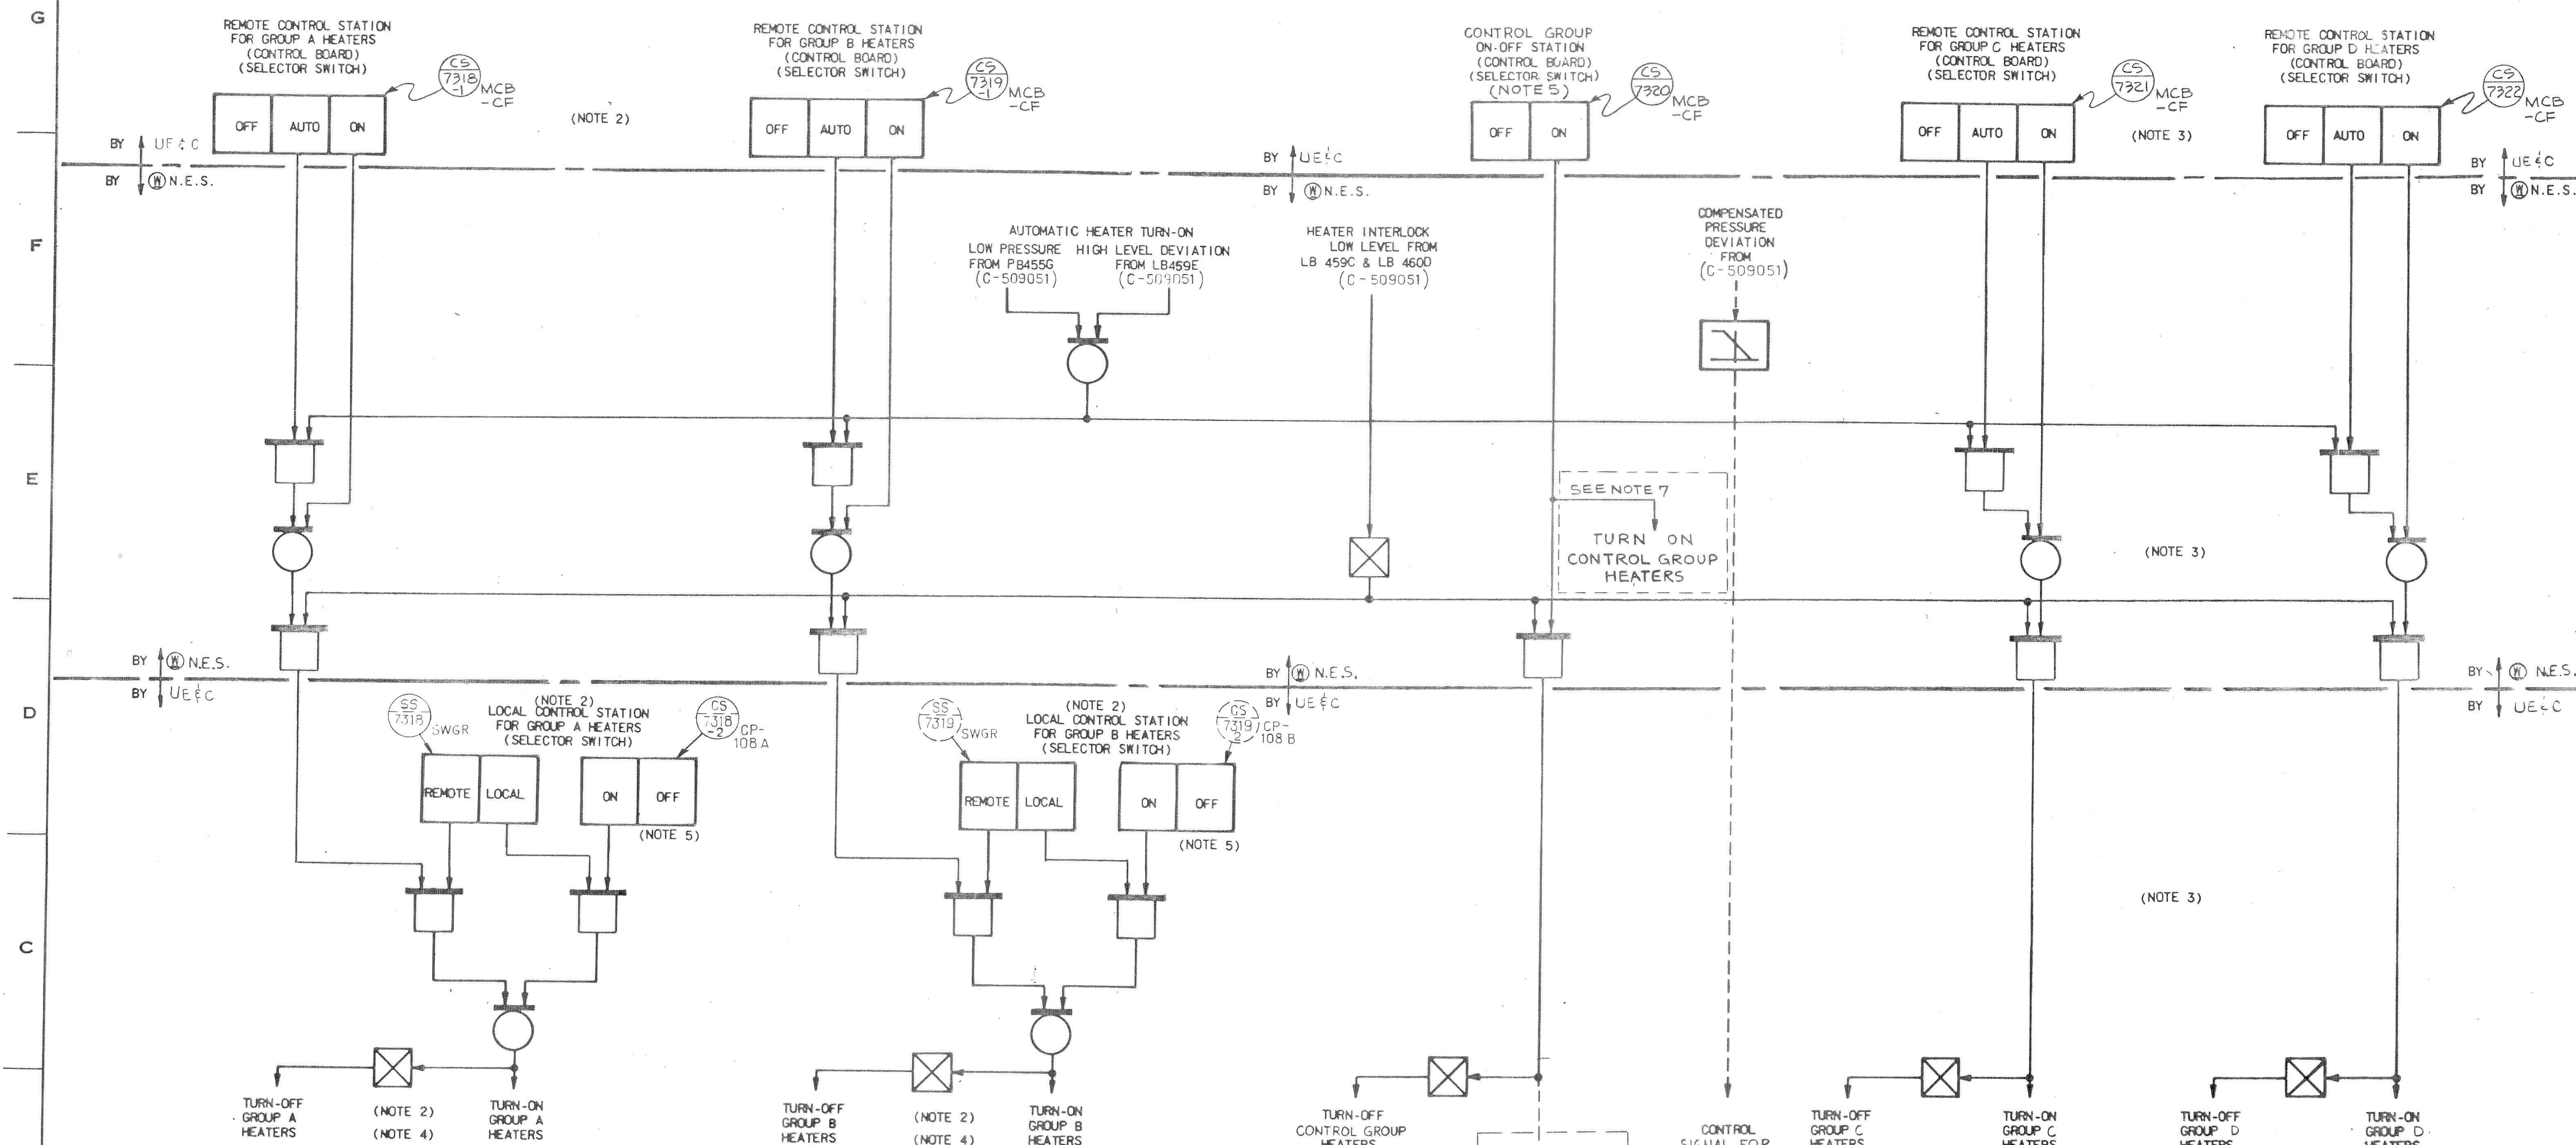 G
REMOTE CONTROL STATION
FOR GROUP A HEATERS
(CONTROL BOARD)
(SELECTOR SWITCH)
CS
7318
-1
MCB
-CF
OFF
AUTO
ON
(NOTE 2)
REMOTE CONTROL STATION
FOR GROUP B HEATERS
(CONTROL BOARD)
(SELECTOR SWITCH)
CS
7319
-1
MCB
-CF
OFF
AUTO
ON
CONTROL GROUP
ON-OFF STATION
(CONTROL BOARD)
(SELECTOR SWITCH)
(NOTE 5)
CS
7320
MCB
-CF
OFF
ON
REMOTE CONTROL STATION
FOR GROUP C HEATERS
(CONTROL BOARD)
(SELECTOR SWITCH)
CS
7321
MCB
-CF
OFF
AUTO
ON
(NOTE 3)
REMOTE CONTROL STATION
FOR GROUP D HEATERS
(CONTROL BOARD)
(SELECTOR SWITCH)
CS
7322
MCB
-CF
OFF
AUTO
ON
BY UE&C
BY W N.E.S.
BY UE&C
BY W N.E.S.
BY UE&C
BY W N.E.S.
F
AUTOMATIC HEATER TURN-ON
LOW PRESSURE HIGH LEVEL DEVIATION
FROM PB455G FROM LB459E
(C-509051) (C-509051)
HEATER INTERLOCK
LOW LEVEL FROM
LB 459C & LB 460D
(C-509051)
COMPENSATED
PRESSURE
DEVIATION
FROM
(C-509051)
E
SEE NOTE 7
TURN ON
CONTROL GROUP
HEATERS
(NOTE 3)
D
BY W N.E.S.
BY UE&C
BY W N.E.S.
BY UE&C
BY W N.E.S.
BY UE&C
SS
7318
SWGR
(NOTE 2)
LOCAL CONTROL STATION
FOR GROUP A HEATERS
(SELECTOR SWITCH)
CS
7318
-2
CP-
108 A
REMOTE
LOCAL
ON
OFF
(NOTE 5)
SS
7319
SWGR
(NOTE 2)
LOCAL CONTROL STATION
FOR GROUP B HEATERS
(SELECTOR SWITCH)
CS
7319
2
CP-
108 B
REMOTE
LOCAL
ON
OFF
(NOTE 5)
C
(NOTE 3)
TURN-OFF
GROUP A
HEATERS
(NOTE 2)
(NOTE 4)
TURN-ON
GROUP A
HEATERS
TURN-OFF
GROUP B
HEATERS
(NOTE 2)
(NOTE 4)
TURN-ON
GROUP B
HEATERS
TURN-OFF
CONTROL GROUP
HEATERS
CONTROL
SIGNAL FOR
TURN-OFF
GROUP C
HEATERS
TURN-ON
GROUP C
HEATERS
TURN-OFF
GROUP D
HEATERS
TURN-ON
GROUP D
HEATERS